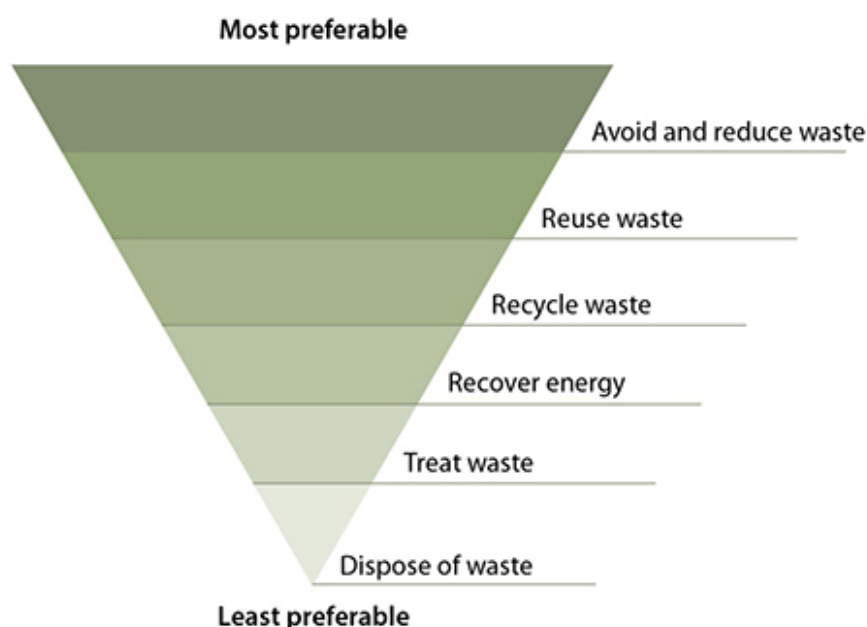 Most preferable
Avoid and reduce waste
Reuse waste
Recycle waste
Recover energy
Treat waste
Dispose of waste
Least preferable